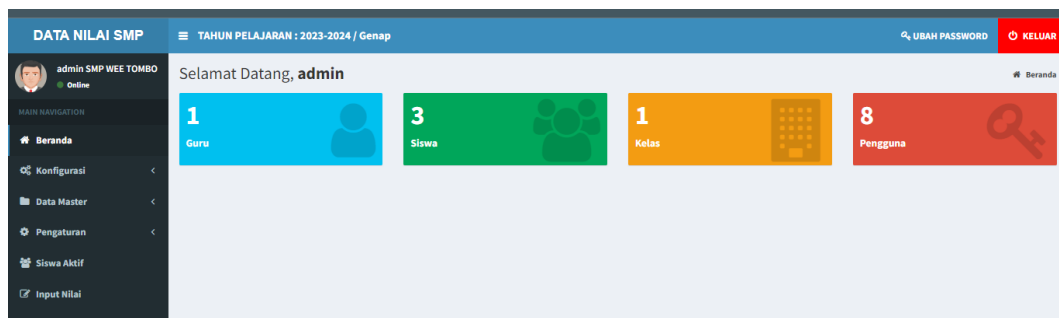 DATA NILAI SMP
TAHUN PELAJARAN : 2023-2024 / Genap
UBAH PASSWORD
KELUAR
admin SMP WEE TOMBO
Online
MAIN NAVIGATION
Beranda
Konfigurasi
Data Master
Pengaturan
Siswa Aktif
Input Nilai
Selamat Datang, admin
Beranda
1
Guru
3
Siswa
1
Kelas
8
Pengguna